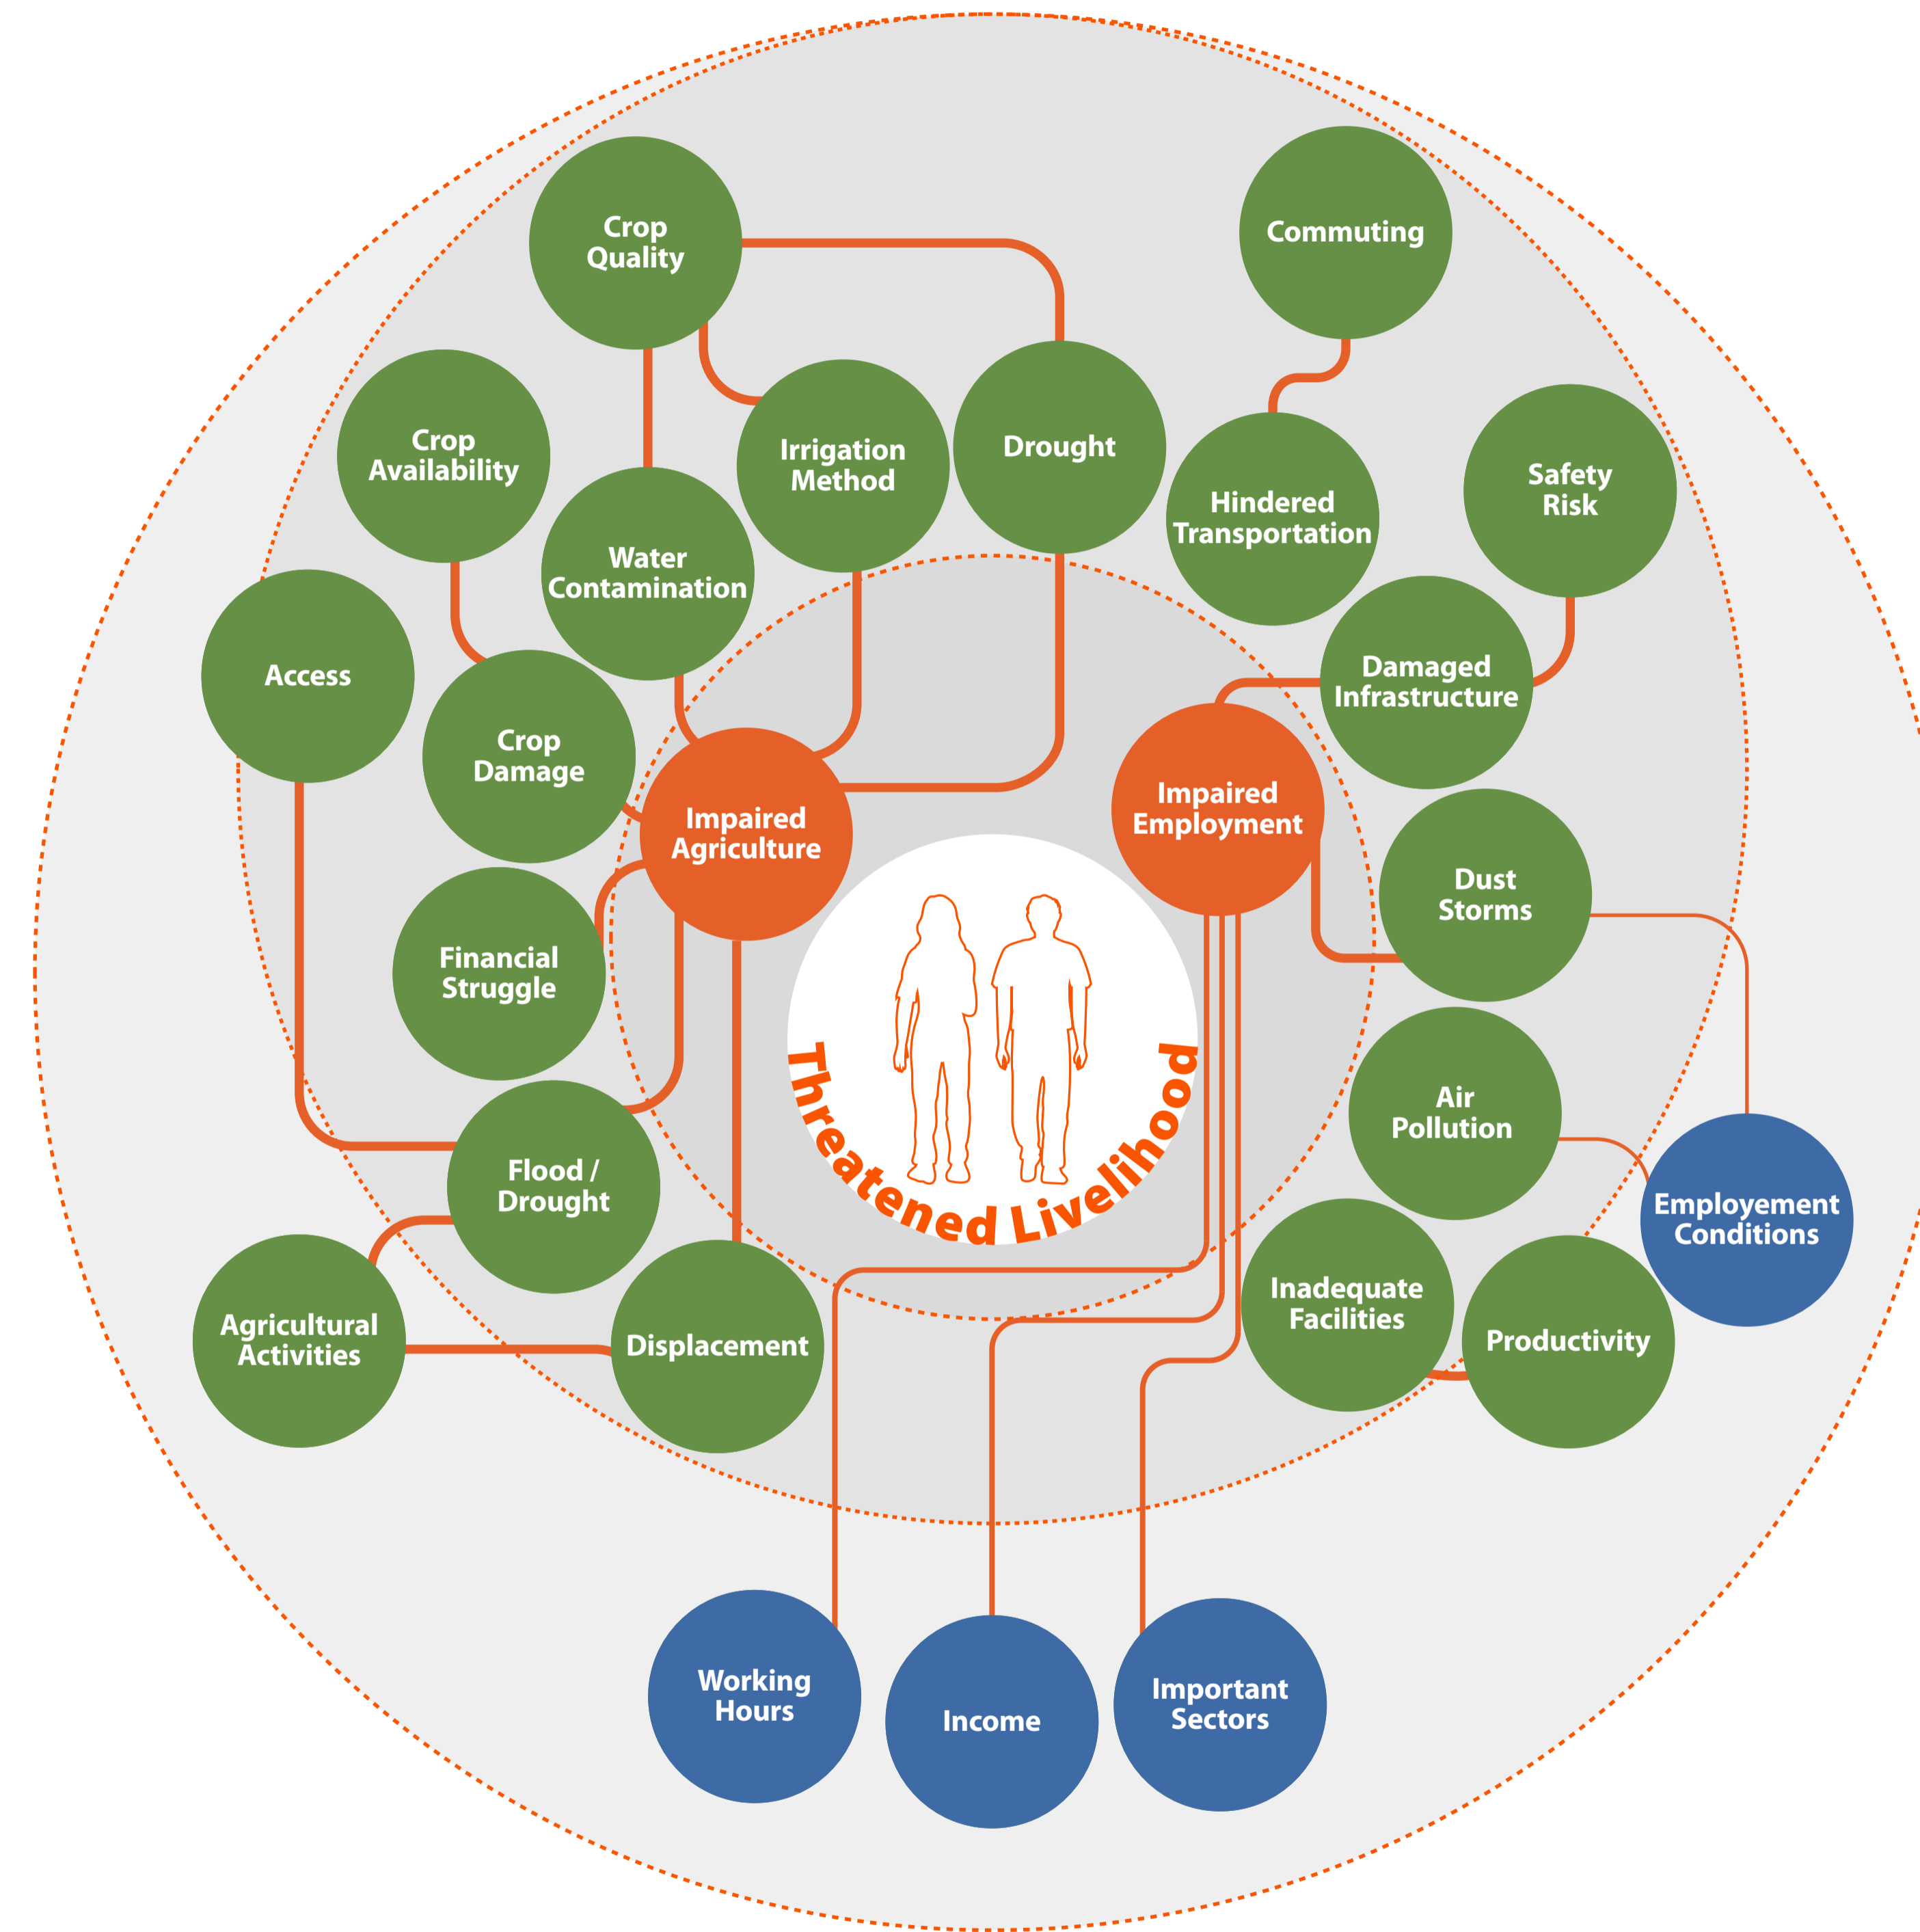 Commuting
Crop
Quality
Crop
Availability
Irrigation
Method
Drought
Safety
Risk
Hindered
Transportation
Water
Contamination
Access
Damaged
Infrastructure
Crop
Damage
Impaired
Agriculture
Impaired
Employment
Dust
Storms
Financial
Struggle
Threatened Livelihood
Air
Pollution
Flood /
Drought
Employement
Conditions
Agricultural
Activities
Displacement
Inadequate
Facilities
Productivity
Working
Hours
Income
Important
Sectors